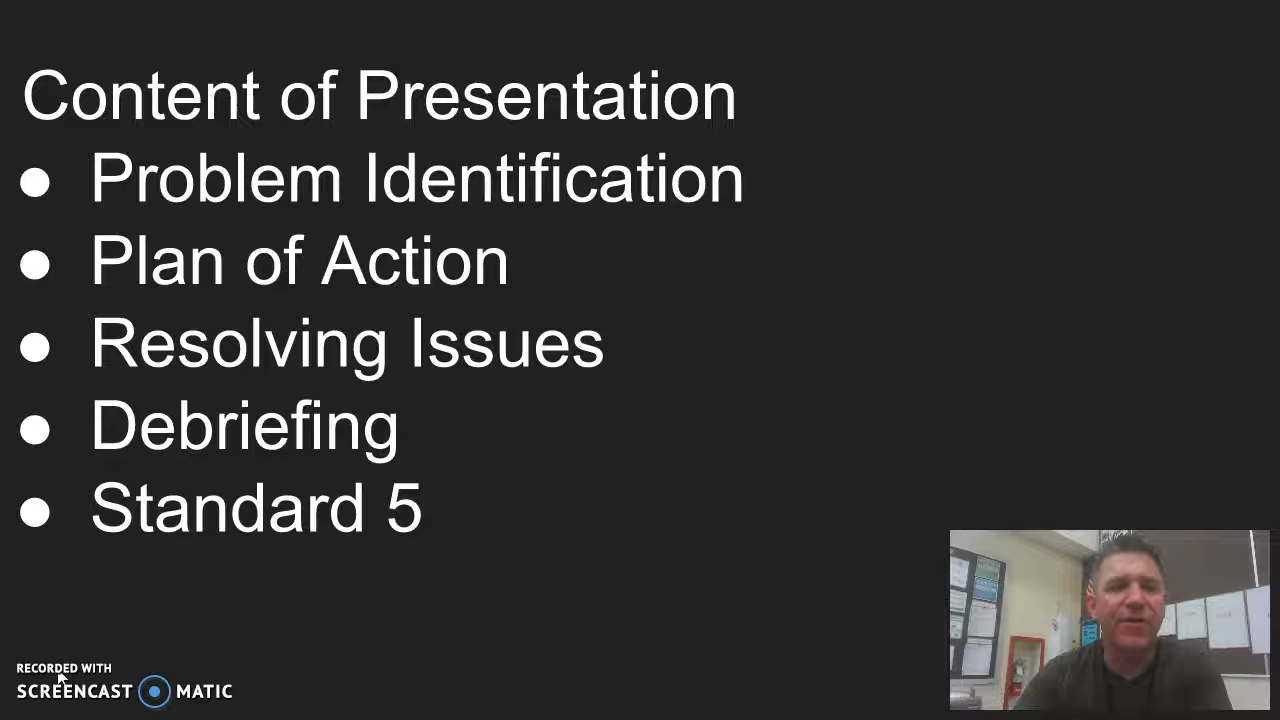 Content of Presentation
● Problem Identification
● Plan of Action
● Resolving Issues
● Debriefing
● Standard 5
RECORDED WITH
SCREENCAST MATIC